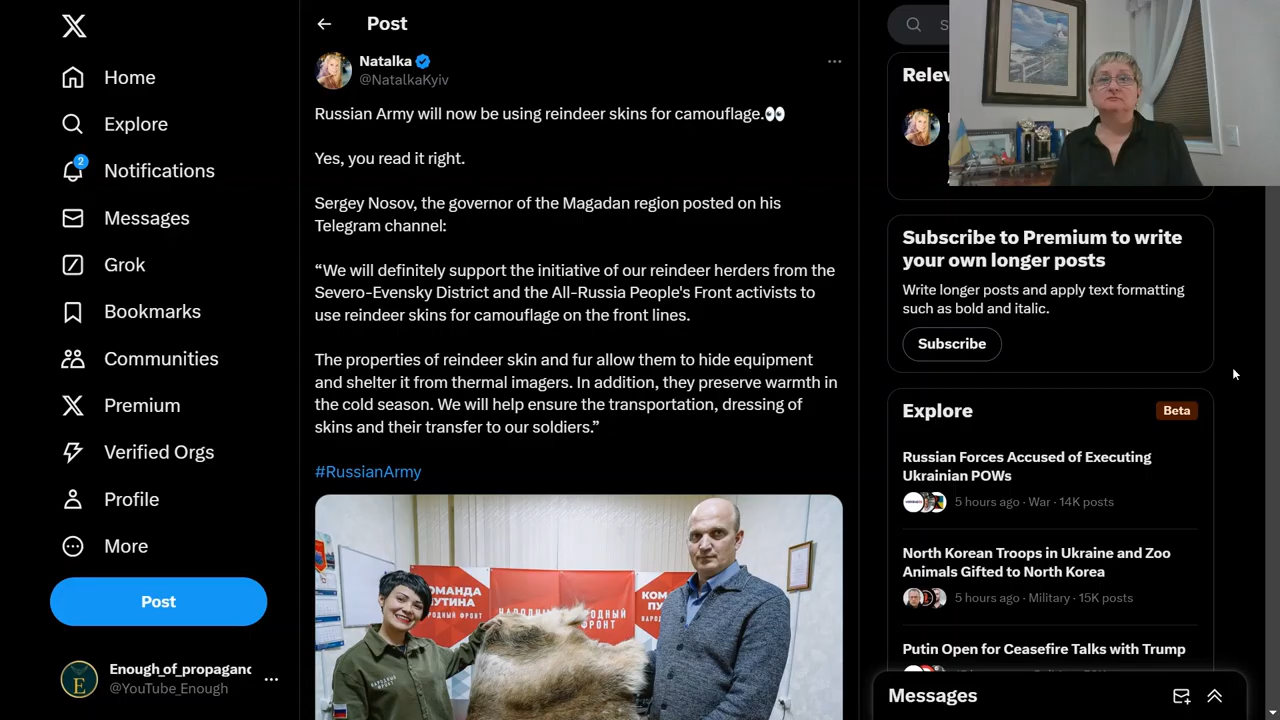 Home
Explore
2
Notifications
Messages
Grok
Bookmarks
Communities
Premium
Verified Orgs
Profile
More
Post
Enough_of_propaganc
@YouTube_Enough
Post
Natalka
@NatalkaKyiv
Russian Army will now be using reindeer skins for camouflage.👀
Yes, you read it right.
Sergey Nosov, the governor of the Magadan region posted on his
Telegram channel:
“We will definitely support the initiative of our reindeer herders from the
Severo-Evensky District and the All-Russia People's Front activists to
use reindeer skins for camouflage on the front lines.
The properties of reindeer skin and fur allow them to hide equipment
and shelter it from thermal imagers. In addition, they preserve warmth in
the cold season. We will help ensure the transportation, dressing of
skins and their transfer to our soldiers.”
#RussianArmy
КОМАНДА
ПУТИНА
НАРОДНЫЙ ФРОНТ
S
Relev
Subscribe to Premium to write
your own longer posts
Write longer posts and apply text formatting
such as bold and italic.
Subscribe
Explore
Beta
Russian Forces Accused of Executing
Ukrainian POWs
5 hours ago · War · 14K posts
North Korean Troops in Ukraine and Zoo
Animals Gifted to North Korea
5 hours ago · Military · 15K posts
Putin Open for Ceasefire Talks with Trump
Messages